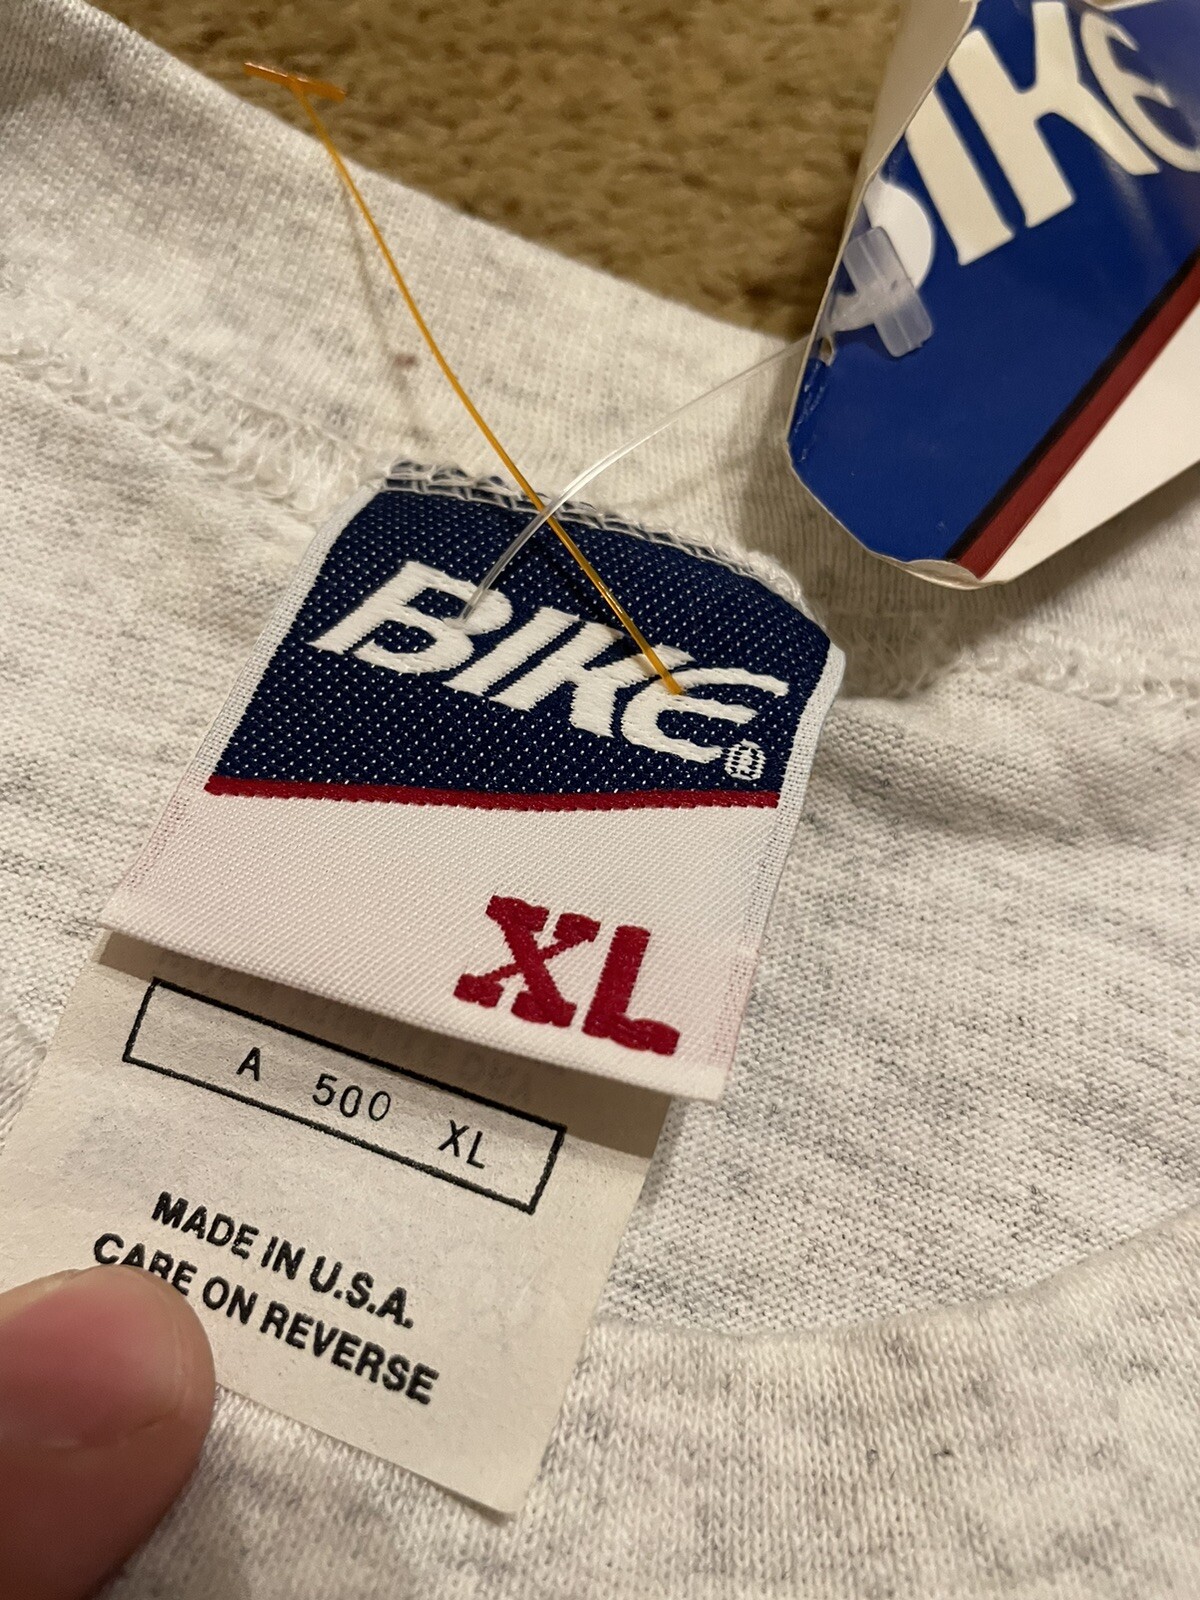 BIKE
BIKE®
XL
A 500 XL
MADE IN U.S.A.
CARE ON REVERSE